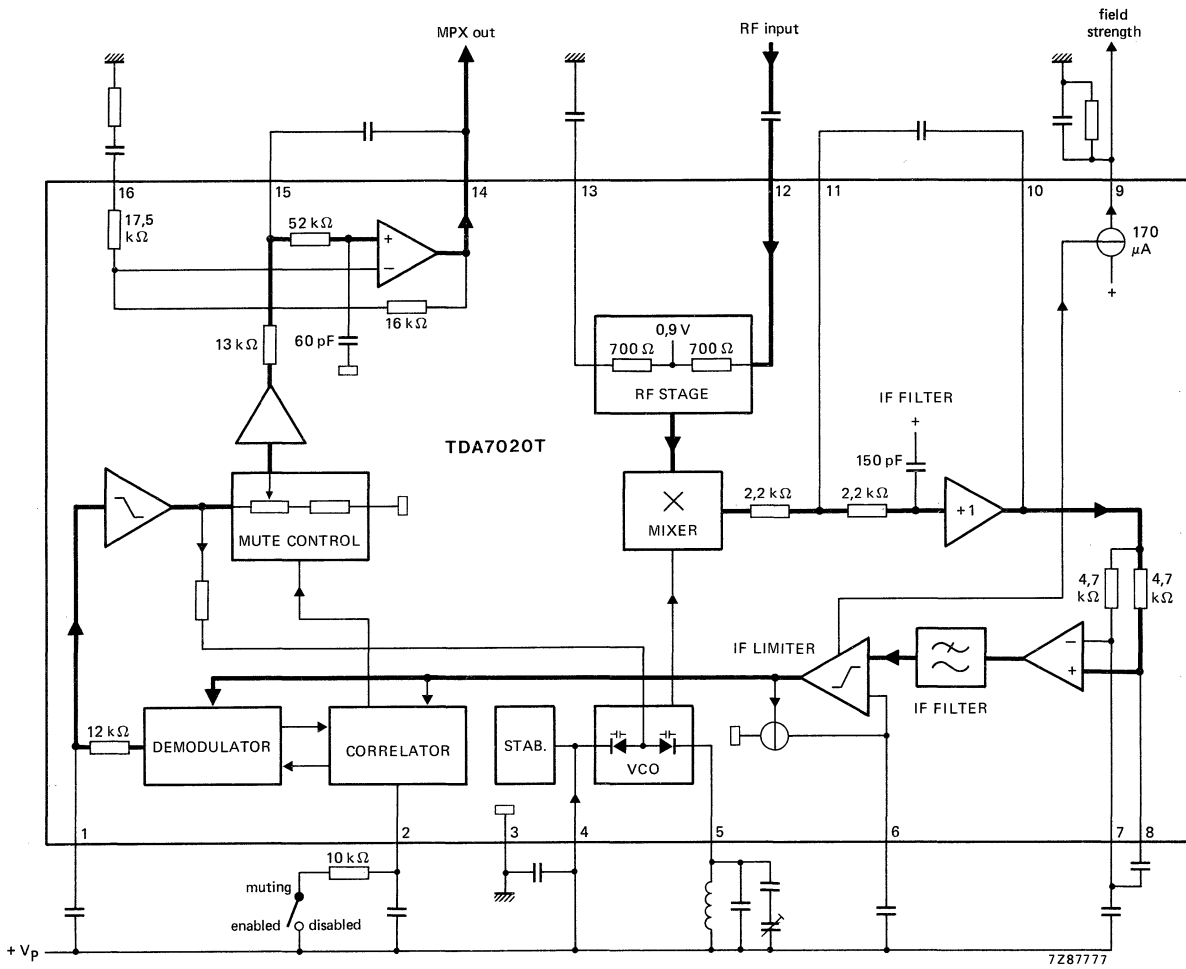 MPX out
RF input
field
strength
16
15
14
13
12
11
10
9
17,5
kΩ
52 kΩ
+
−
16 kΩ
13 kΩ
60 pF
0,9 V
700 Ω
700 Ω
RF STAGE
170
μA
+
IF FILTER
+
150 pF
TDA7020T
MUTE CONTROL
MIXER
2,2 kΩ
2,2 kΩ
+1
4,7
kΩ
4,7
kΩ
IF LIMITER
−
+
IF FILTER
12 kΩ
DEMODULATOR
CORRELATOR
STAB.
VCO
1
2
3
4
5
6
7
8
10 kΩ
muting
enabled
disabled
+ VP
7Z87777